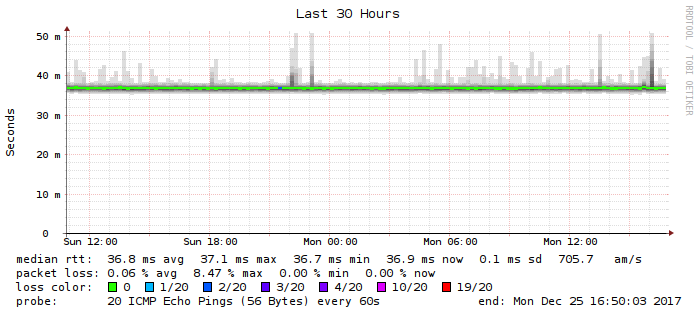 Last 30 Hours
RRDTOOL / TOBI OETIKER
Seconds
50 m
40 m
30 m
20 m
10 m
0
Sun 12:00 Sun 18:00 Mon 00:00 Mon 06:00 Mon 12:00
median rtt: 36.8 ms avg 37.1 ms max 36.7 ms min 36.9 ms now 0.1 ms sd 705.7 am/s
packet loss: 0.06 % avg 8.47 % max 0.00 % min 0.00 % now
loss color: 0 1/20 2/20 3/20 4/20 10/20 19/20
probe: 20 ICMP Echo Pings (56 Bytes) every 60s end: Mon Dec 25 16:50:03 2017